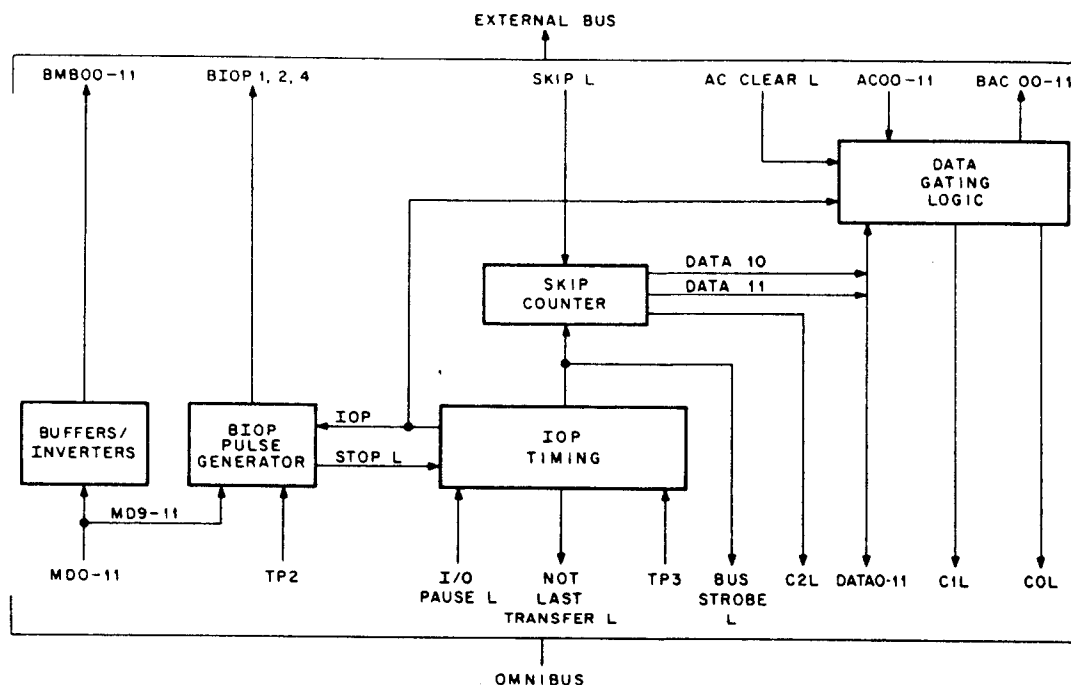 EXTERNAL BUS
BMB00-11
BIOP 1, 2, 4
SKIP L
AC CLEAR L
AC00-11
BAC 00-11
DATA
GATING
LOGIC
DATA 10
DATA 11
SKIP
COUNTER
BUFFERS/
INVERTERS
BIOP
PULSE
GENERATOR
IOP
STOP L
IOP
TIMING
MD9-11
MD0-11
TP2
I/O
PAUSE L
NOT
LAST
TRANSFER L
TP3
BUS
STROBE
L
C2L
DATA0-11
C1L
C0L
OMNIBUS